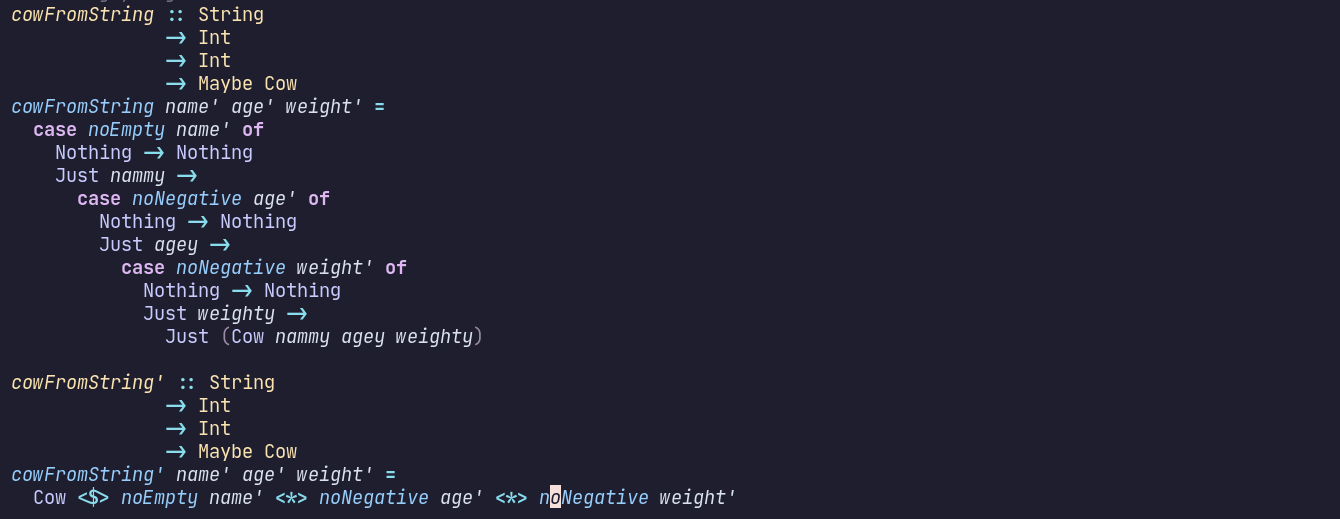 cowFromString :: String
              -> Int
              -> Int
              -> Maybe Cow
cowFromString name' age' weight' =
  case noEmpty name' of
    Nothing -> Nothing
    Just nammy ->
      case noNegative age' of
        Nothing -> Nothing
        Just agey ->
          case noNegative weight' of
            Nothing -> Nothing
            Just weighty ->
              Just (Cow nammy agey weighty)

cowFromString' :: String
              -> Int
              -> Int
              -> Maybe Cow
cowFromString' name' age' weight' =
  Cow <$> noEmpty name' <*> noNegative age' <*> noNegative weight'